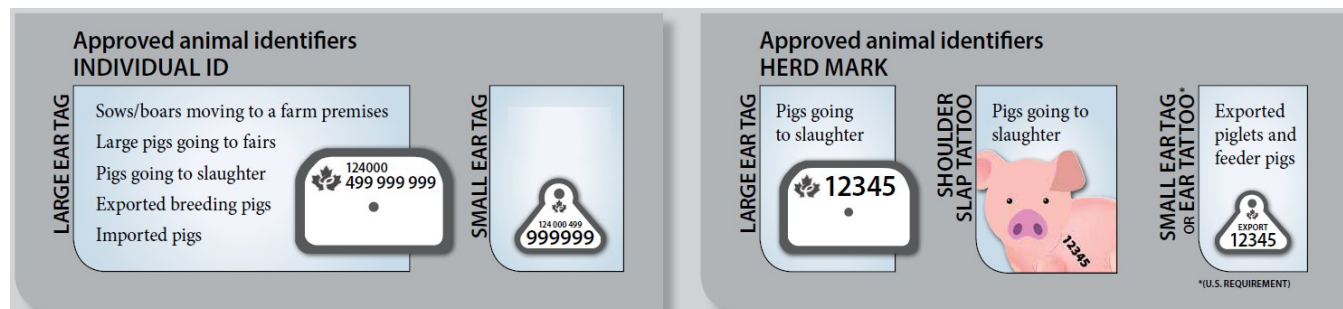 Approved animal identifiers
INDIVIDUAL ID
LARGE EAR TAG
Sows/boars moving to a farm premises
Large pigs going to fairs
Pigs going to slaughter
Exported breeding pigs
Imported pigs
124000
499 999 999
SMALL EAR TAG
124 000 499
999999
Approved animal identifiers
HERD MARK
LARGE EAR TAG
Pigs going
to slaughter
12345
SHOULDER
SLAP TATTOO
Pigs going to
slaughter
12345
SMALL EAR TAG
OR EAR TATTOO*
Exported
piglets and
feeder pigs
EXPORT
12345
*(U.S. REQUIREMENT)